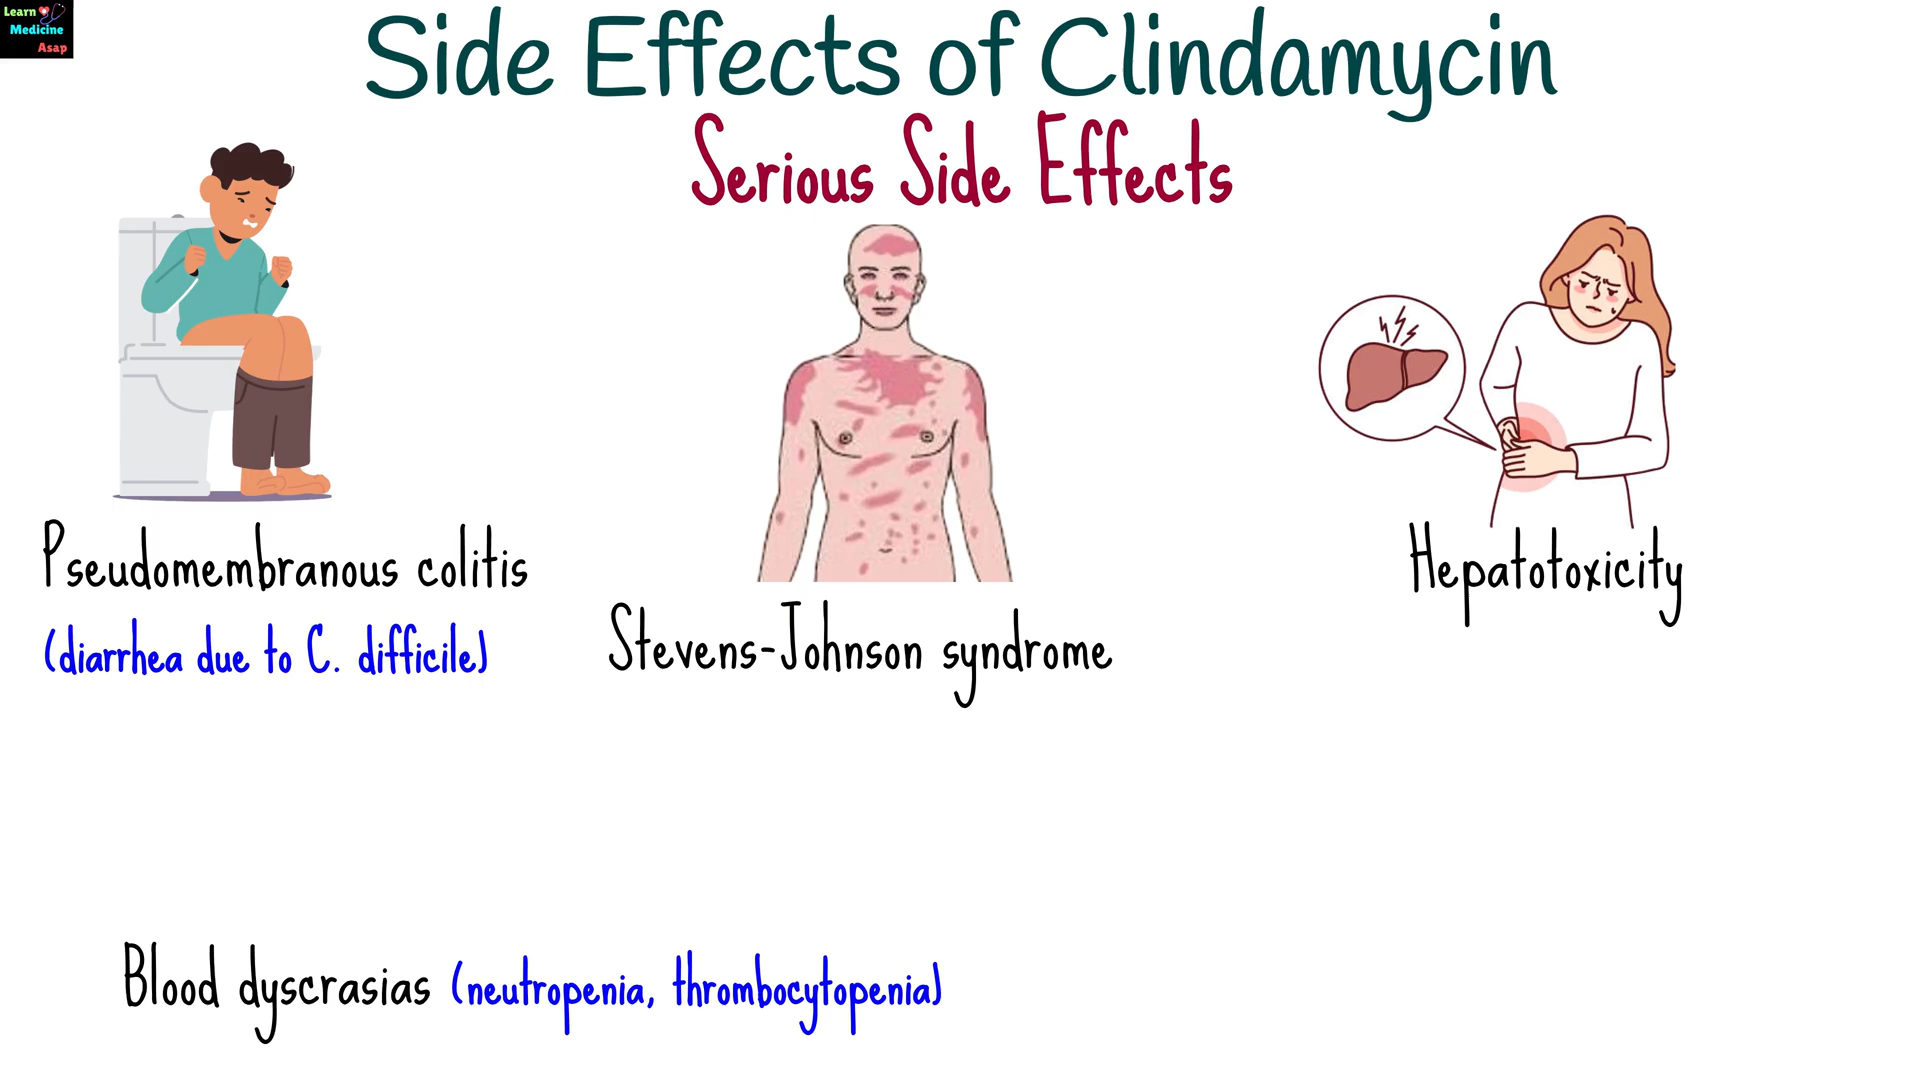 Learn
Medicine
Asap
Side Effects of Clindamycin
Serious Side Effects
Pseudomembranous colitis
(diarrhea due to C. difficile)
Stevens-Johnson syndrome
Hepatotoxicity
Blood dyscrasias (neutropenia, thrombocytopenia)